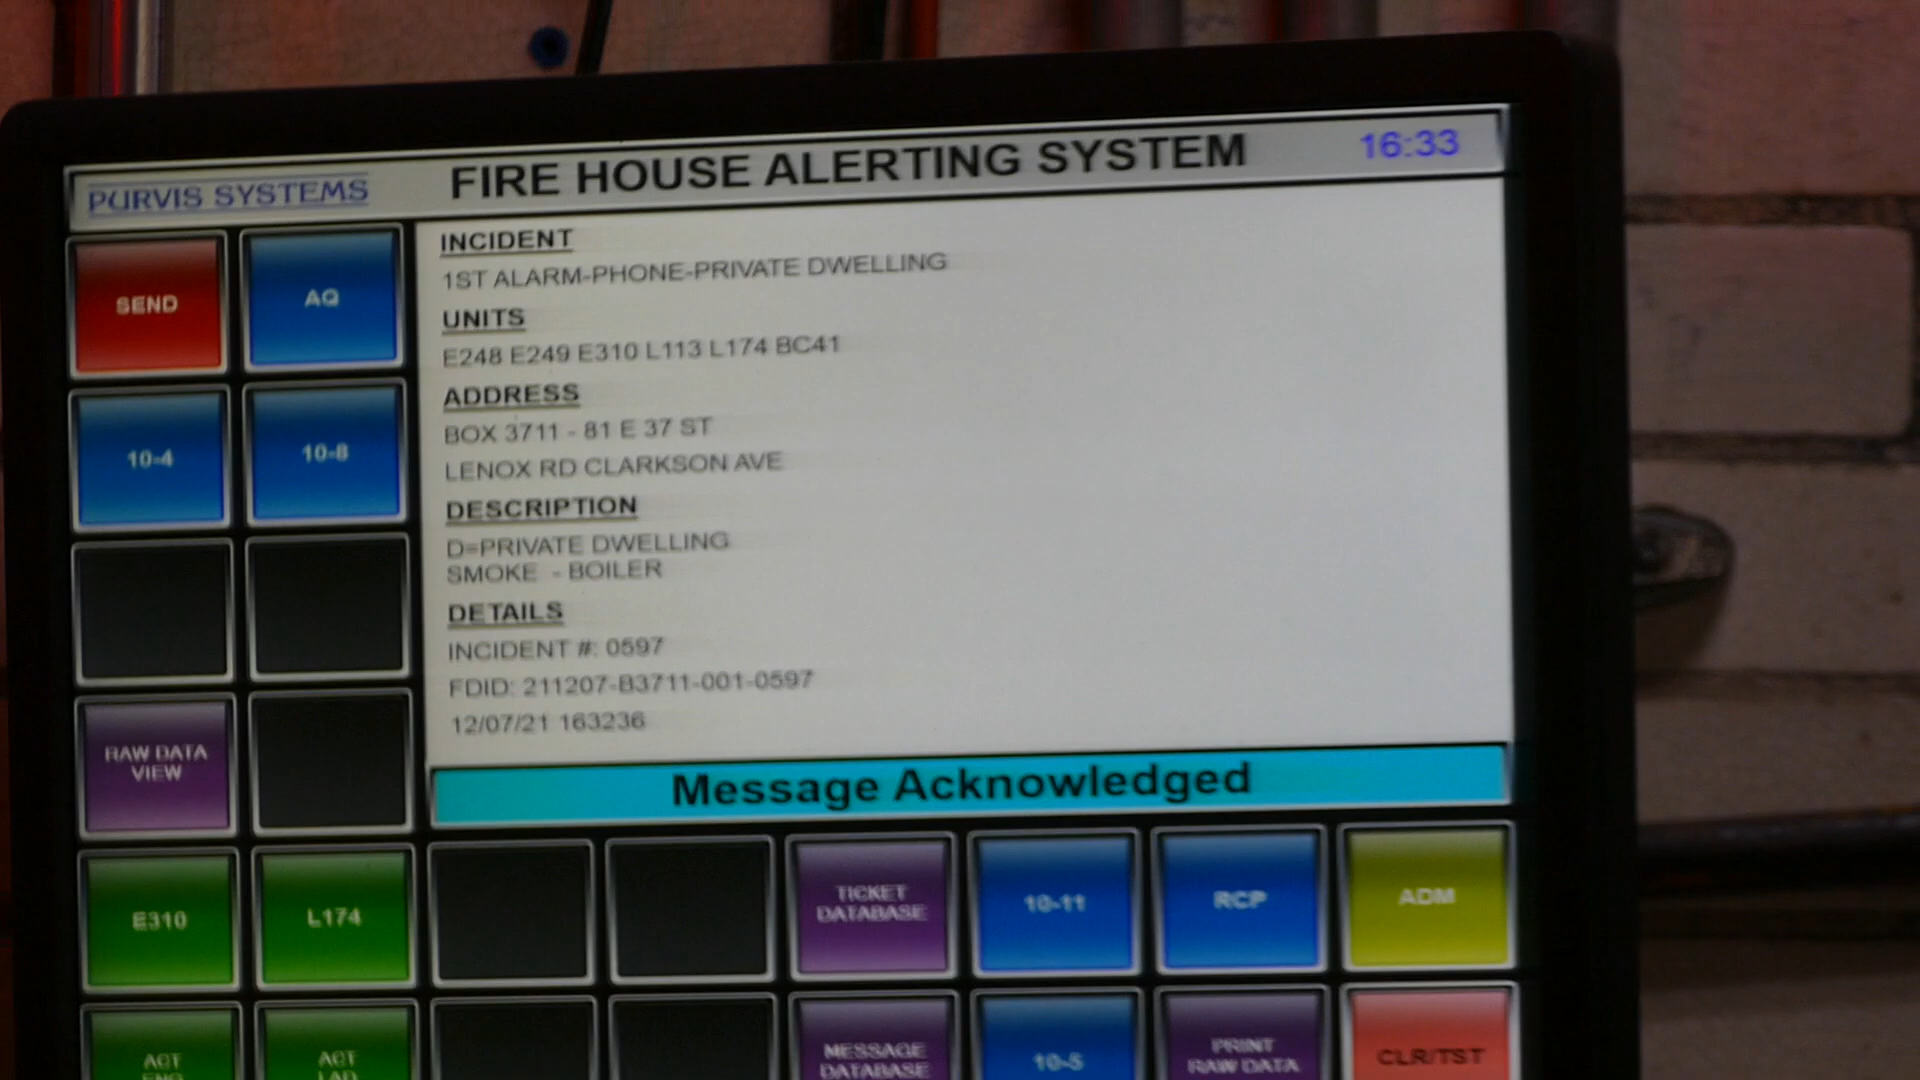 PURVIS SYSTEMS
FIRE HOUSE ALERTING SYSTEM
16:33
SEND
AQ
10-4
10-8
RAW DATA
VIEW
INCIDENT
1ST ALARM-PHONE-PRIVATE DWELLING
UNITS
E248 E249 E310 L113 L174 BC41
ADDRESS
BOX 3711 - 81 E 37 ST
LENOX RD CLARKSON AVE
DESCRIPTION
D=PRIVATE DWELLING
SMOKE - BOILER
DETAILS
INCIDENT #: 0597
FDID: 211207-B3711-001-0597
12/07/21 163236
Message Acknowledged
E310
L174
TICKET
DATABASE
10-11
RCP
ADM
ACT
ENG
ACT
LAD
MESSAGE
DATABASE
10-5
PRINT
RAW DATA
CLR/TST